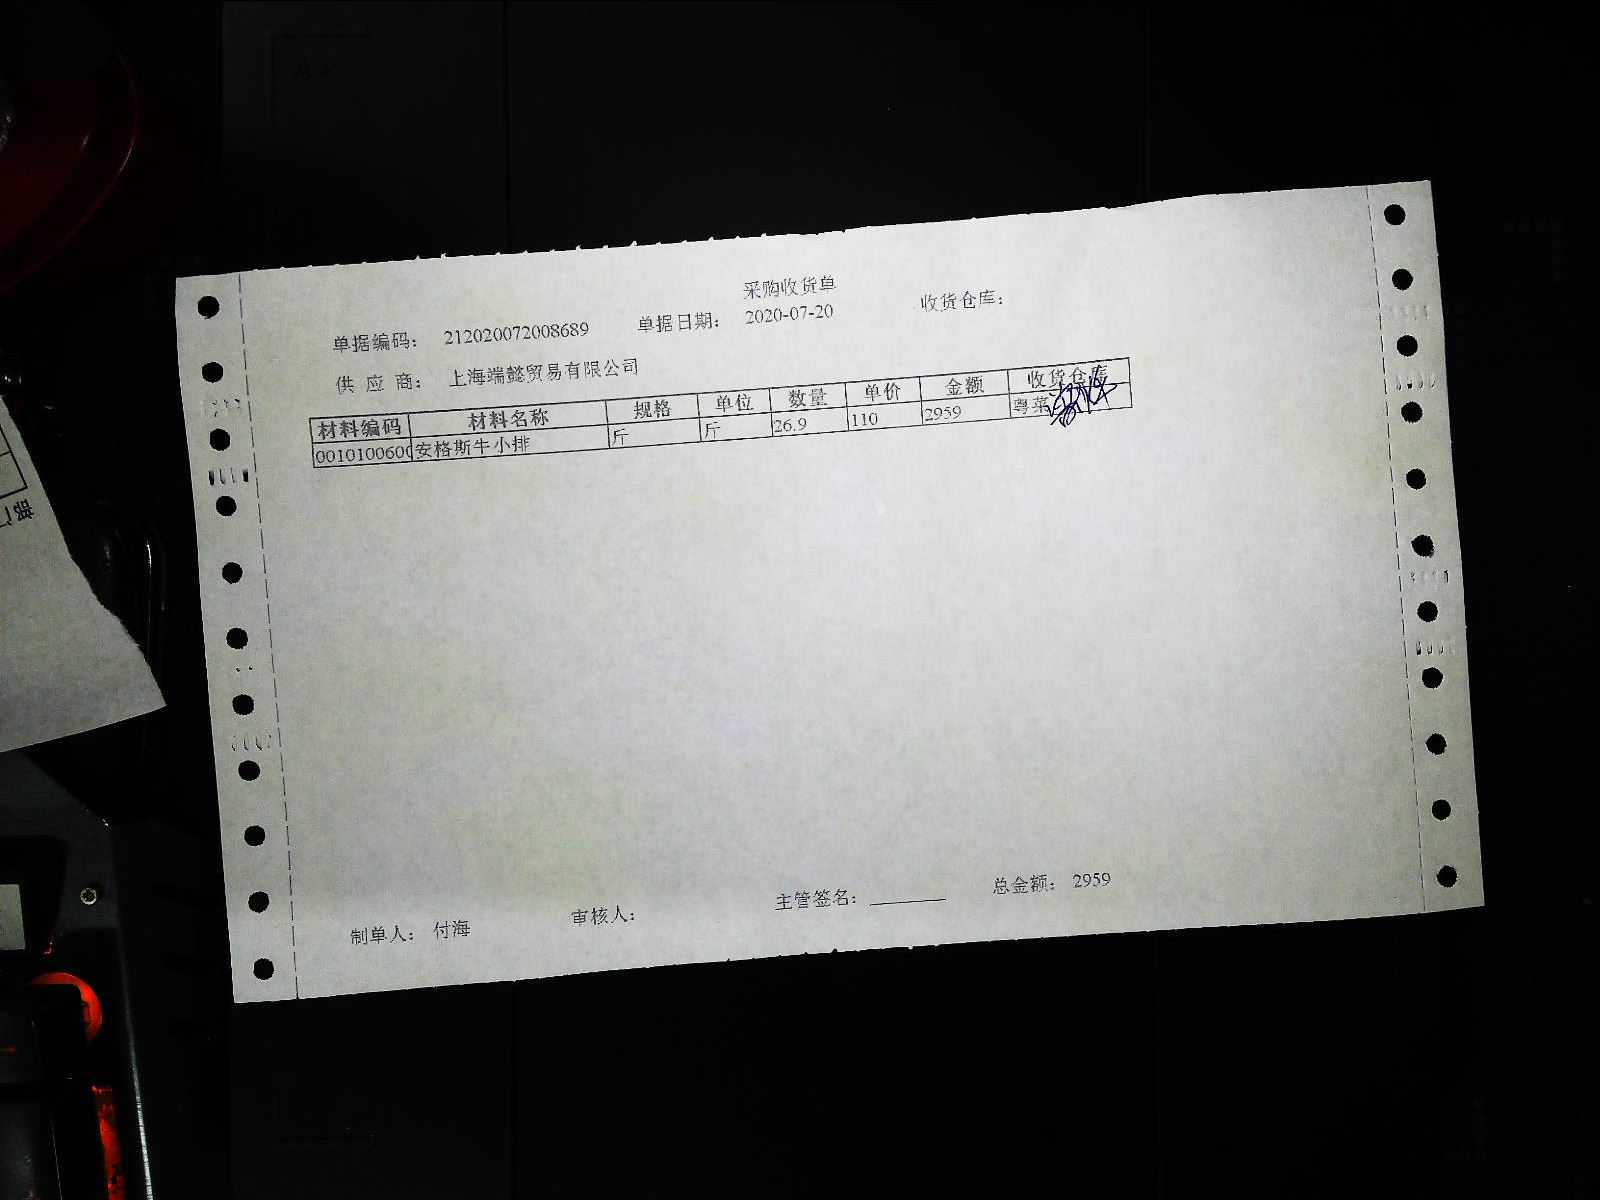 采购收货单
单据编码： 212020072008689 单据日期： 2020-07-20 收货仓库：
供 应 商： 上海端懿贸易有限公司
材料编码 材料名称 规格 单位 数量 单价 金额 收货仓库
0010100600 安格斯牛小排 斤 斤 26.9 110 2959 粤菜
制单人： 付海 审核人： 主管签名： 总金额： 2959